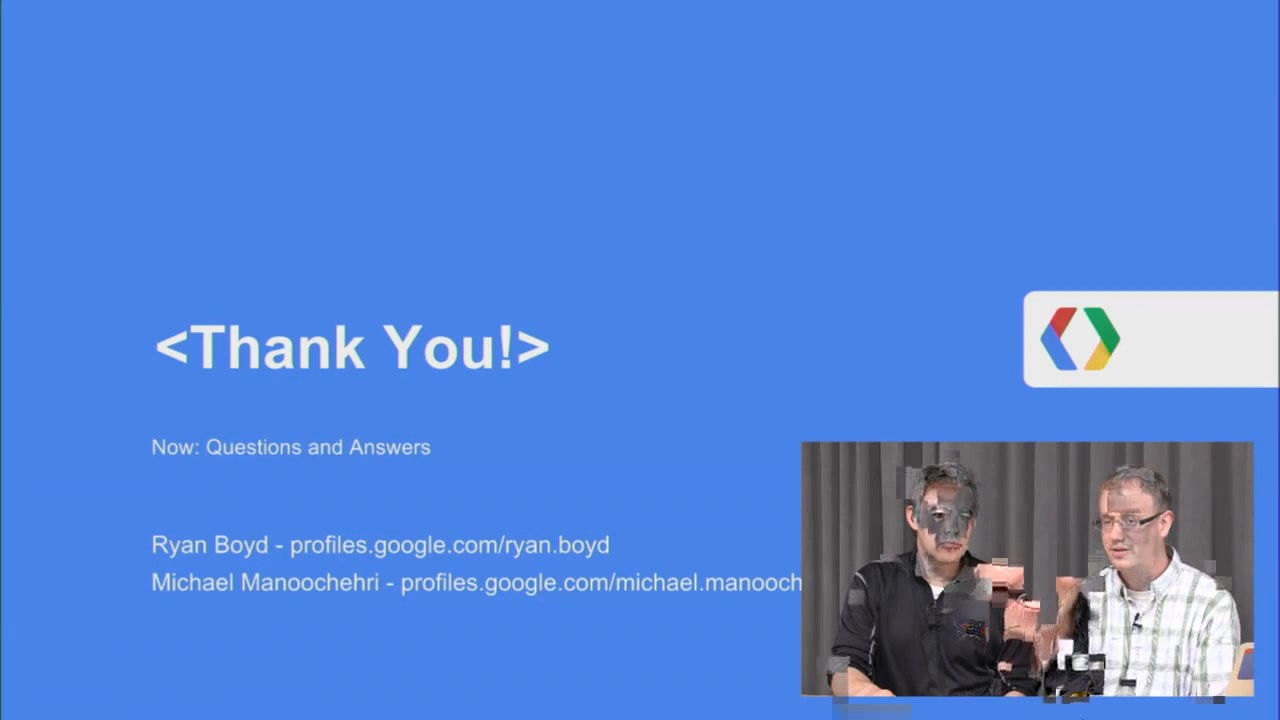 <Thank You!>
Now: Questions and Answers
Ryan Boyd - profiles.google.com/ryan.boyd
Michael Manoochehri - profiles.google.com/michael.manooch